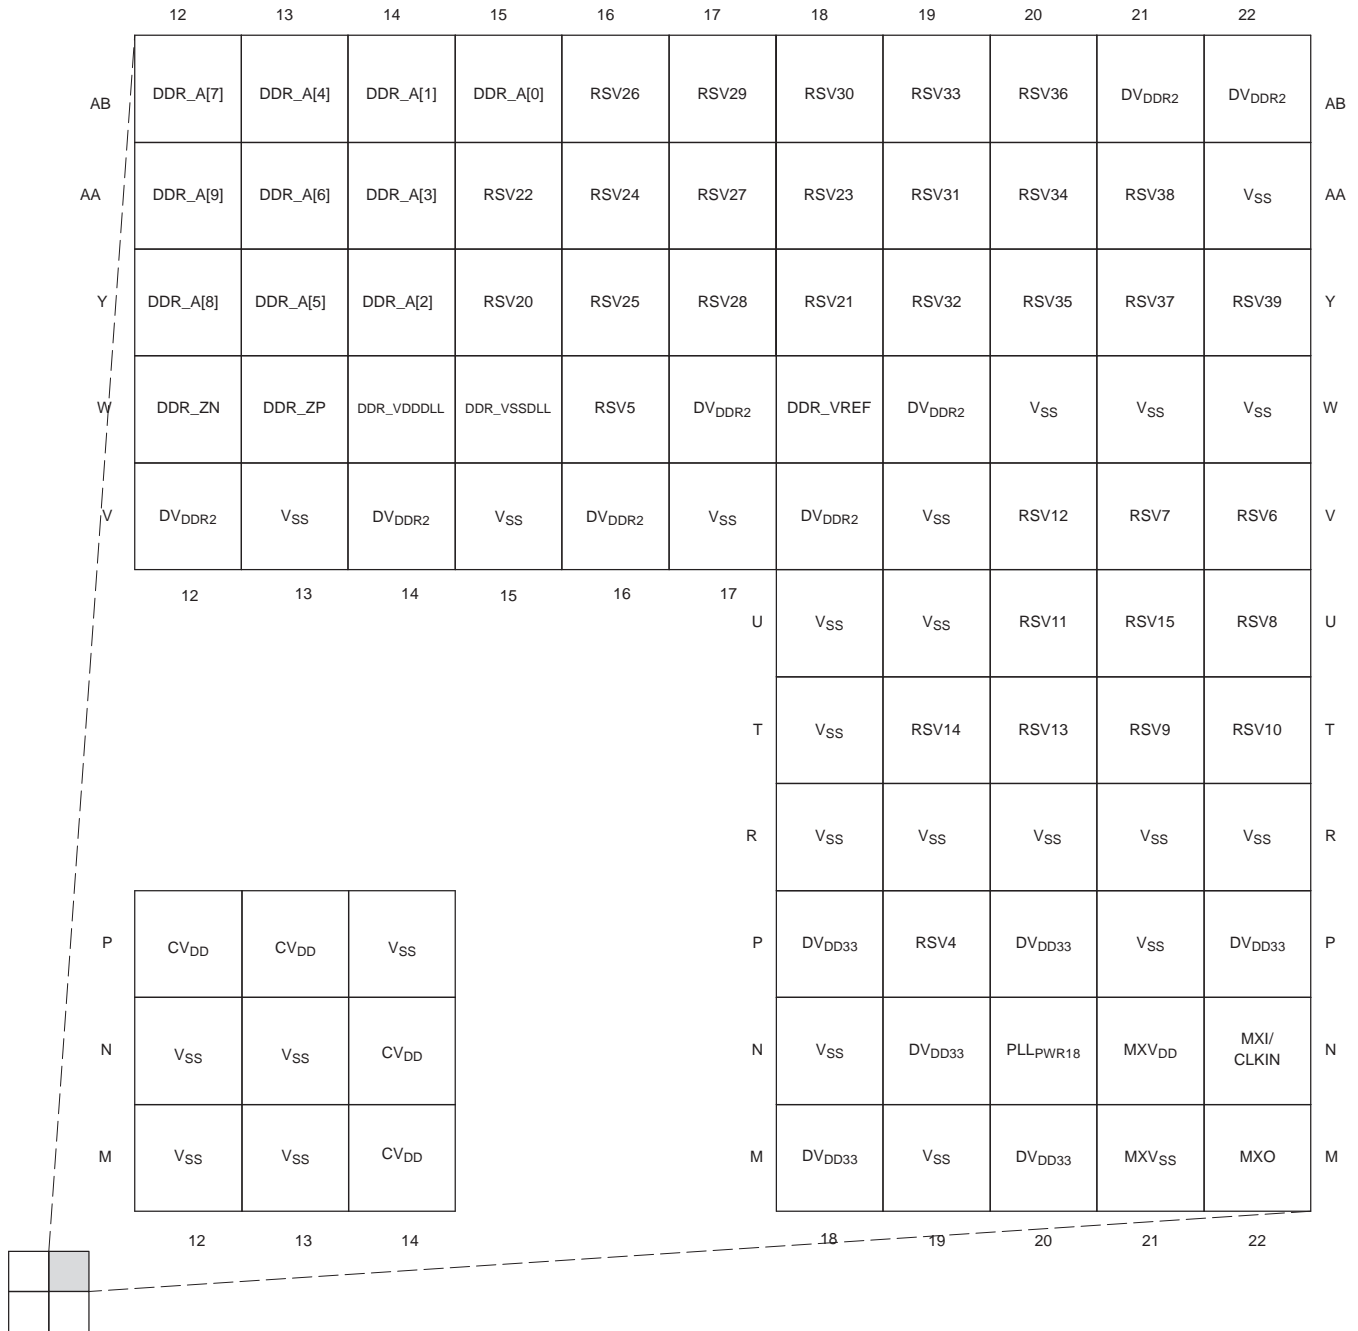 12 13 14 15 16 17 18 19 20 21 22
AB DDR_A[7] DDR_A[4] DDR_A[1] DDR_A[0] RSV26 RSV29 RSV30 RSV33 RSV36 DVDDR2 DVDDR2 AB
AA DDR_A[9] DDR_A[6] DDR_A[3] RSV22 RSV24 RSV27 RSV23 RSV31 RSV34 RSV38 VSS AA
Y DDR_A[8] DDR_A[5] DDR_A[2] RSV20 RSV25 RSV28 RSV21 RSV32 RSV35 RSV37 RSV39 Y
W DDR_ZN DDR_ZP DDR_VDDDLL DDR_VSSDLL RSV5 DVDDR2 DDR_VREF DVDDR2 VSS VSS VSS W
V DVDDR2 VSS DVDDR2 VSS DVDDR2 VSS DVDDR2 VSS RSV12 RSV7 RSV6 V
12 13 14 15 16 17
U VSS VSS RSV11 RSV15 RSV8 U
T VSS RSV14 RSV13 RSV9 RSV10 T
R VSS VSS VSS VSS VSS R
P CVDD CVDD VSS P DVDD33 RSV4 DVDD33 VSS DVDD33 P
N VSS VSS CVDD N VSS DVDD33 PLLPWR18 MXVDD MXI/
CLKIN N
M VSS VSS CVDD M DVDD33 VSS DVDD33 MXVSS MXO M
12 13 14 18 19 20 21 22